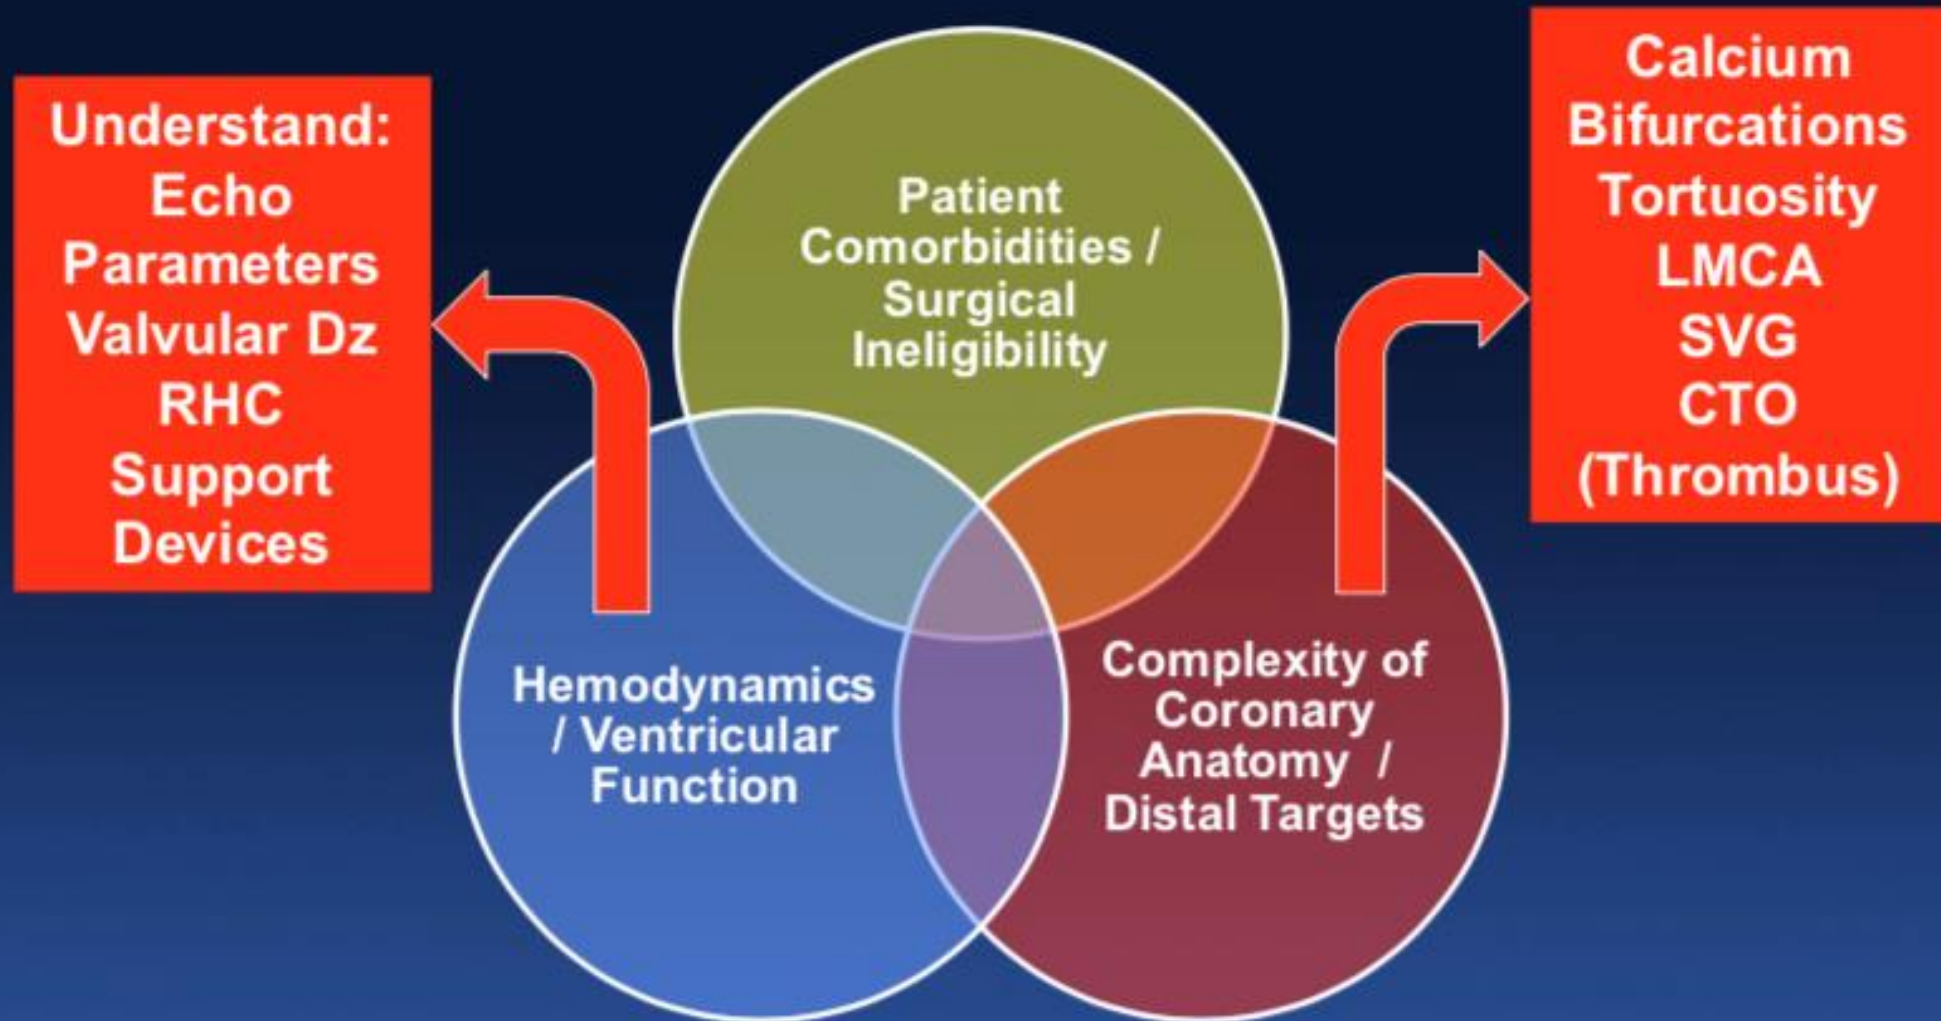 Understand:
Echo
Parameters
Valvular Dz
RHC
Support
Devices
Patient
Comorbidities /
Surgical
Ineligibility
Calcium
Bifurcations
Tortuosity
LMCA
SVG
CTO
(Thrombus)
Hemodynamics
/ Ventricular
Function
Complexity of
Coronary
Anatomy /
Distal Targets